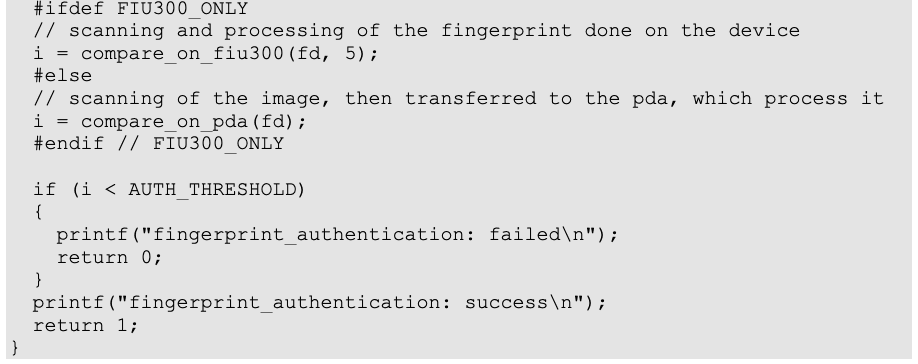 #ifdef FIU300_ONLY
// scanning and processing of the fingerprint done on the device
i = compare_on_fiu300(fd, 5);
#else
// scanning of the image, then transferred to the pda, which process it
i = compare_on_pda(fd);
#endif // FIU300_ONLY

if (i < AUTH_THRESHOLD)
{
  printf("fingerprint_authentication: failed\n");
  return 0;
}
printf("fingerprint_authentication: success\n");
return 1;
}